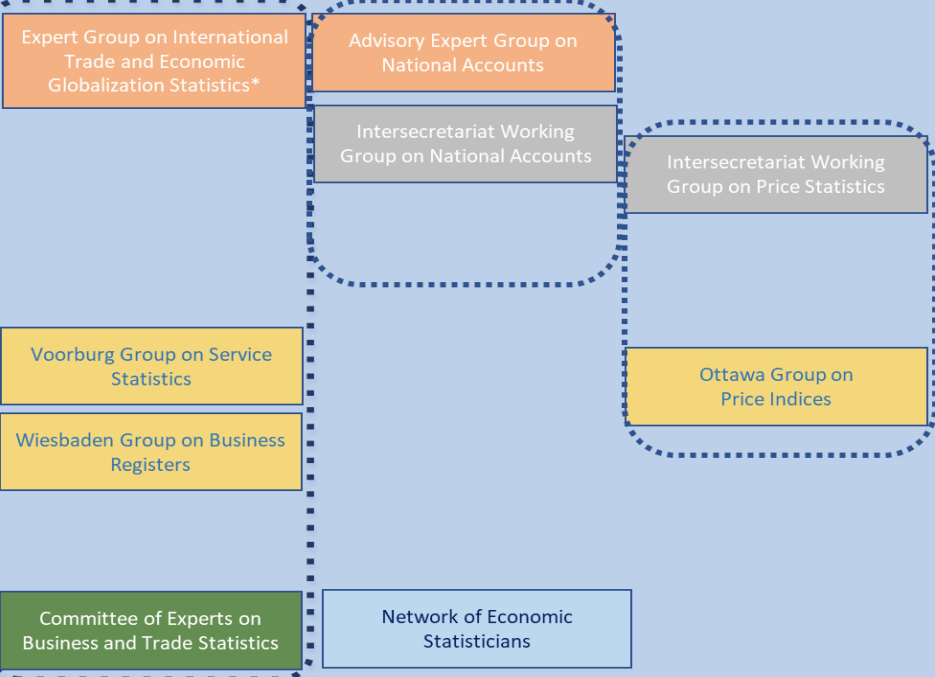 Expert Group on International
Trade and Economic
Globalization Statistics*
Advisory Expert Group on
National Accounts
Intersecretariat Working
Group on National Accounts
Intersecretariat Working
Group on Price Statistics
Voorburg Group on Service
Statistics
Ottawa Group on
Price Indices
Wiesbaden Group on Business
Registers
Committee of Experts on
Business and Trade Statistics
Network of Economic
Statisticians